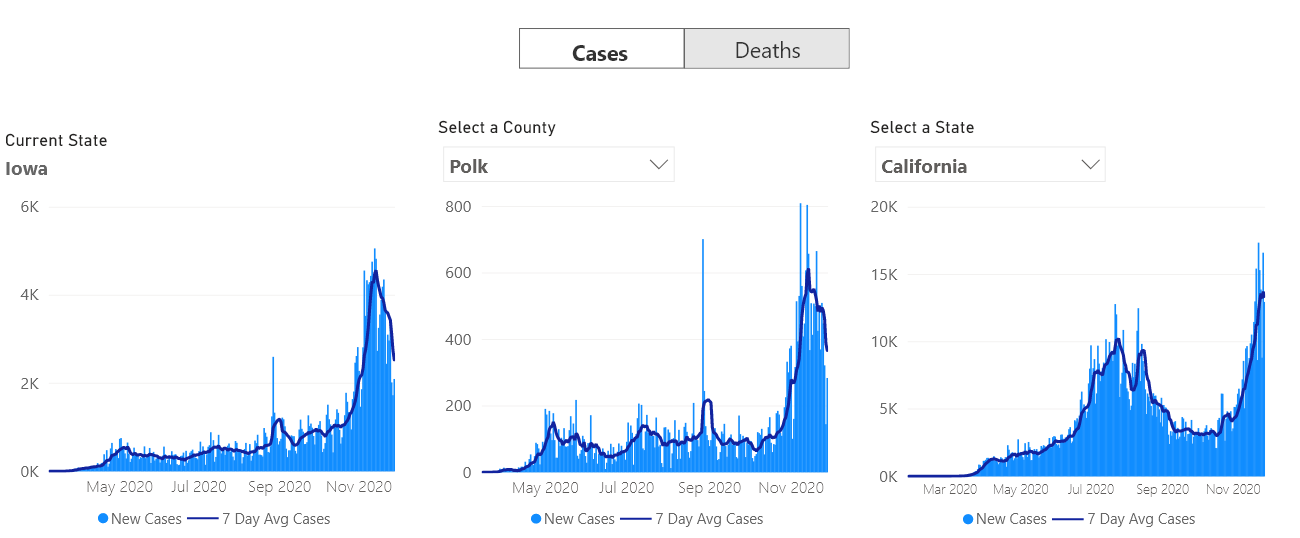 Cases Deaths
Current State
Iowa
6K
4K
2K
0K
May 2020 Jul 2020 Sep 2020 Nov 2020
New Cases 7 Day Avg Cases
Select a County
Polk
800
600
400
200
0
May 2020 Jul 2020 Sep 2020 Nov 2020
New Cases 7 Day Avg Cases
Select a State
California
20K
15K
10K
5K
0K
Mar 2020 May 2020 Jul 2020 Sep 2020 Nov 2020
New Cases 7 Day Avg Cases